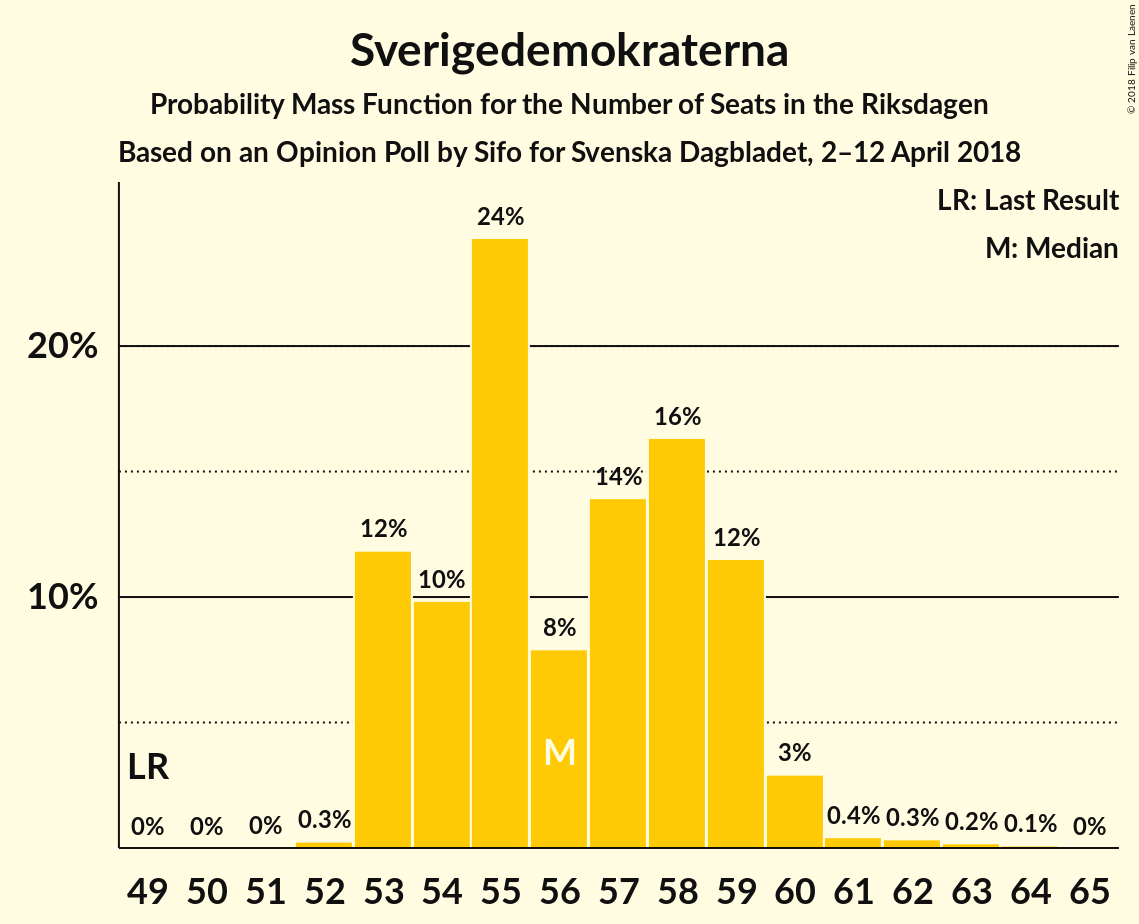 Sverigedemokraterna
Probability Mass Function for the Number of Seats in the Riksdagen
Based on an Opinion Poll by Sifo for Svenska Dagbladet, 2–12 April 2018
© 2018 Filip van Laenen
LR: Last Result
M: Median
24%
20%
16%
14%
12%
12%
10%
10%
8%
M
3%
LR
0% 0% 0% 0.3% 0.4% 0.3% 0.2% 0.1% 0%
49 50 51 52 53 54 55 56 57 58 59 60 61 62 63 64 65